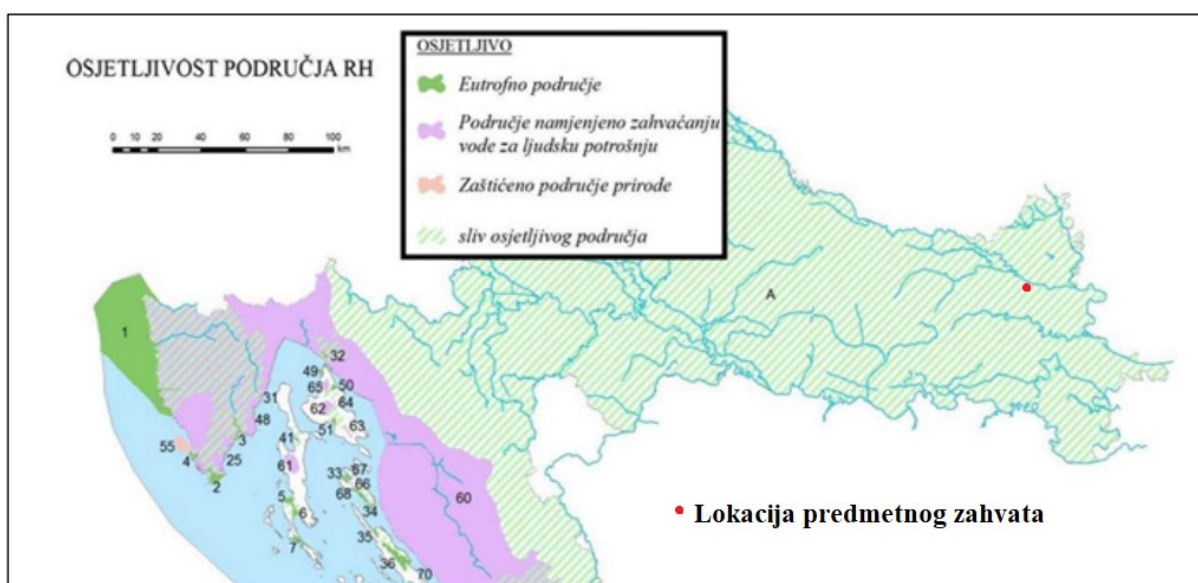 OSJETLJIVOST PODRUČJA RH
0 10 20 40 60 80 100
km
OSJETLJIVO
Eutrofno područje
Područje namjenjeno zahvaćanju
vode za ljudsku potrošnju
Zaštićeno područje prirode
sliv osjetljivog područja
A
1
32
49
65
50
31
62
64
48
51
63
3
41
55
4
25
61
2
33
67
66
68
5
34
60
6
35
7
36
70
Lokacija predmetnog zahvata